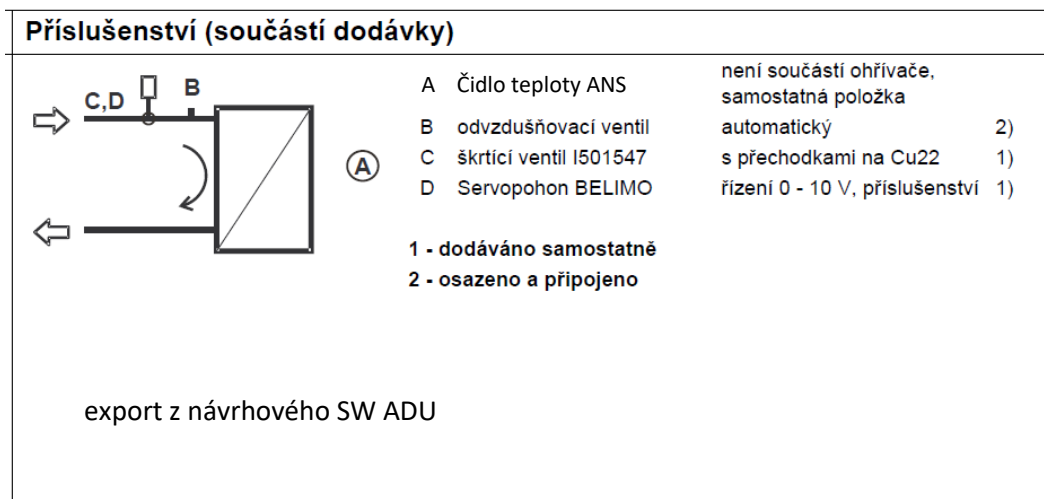 Příslušenství (součástí dodávky)
C,D
B
A
A Čidlo teploty ANS není součástí ohřívače,
samostatná položka
B odvzdušňovací ventil automatický 2)
C škrtící ventil I501547 s přechodkami na Cu22 1)
D Servopohon BELIMO řízení 0 - 10 V, příslušenství 1)
1 - dodáváno samostatně
2 - osazeno a připojeno
export z návrhového SW ADU